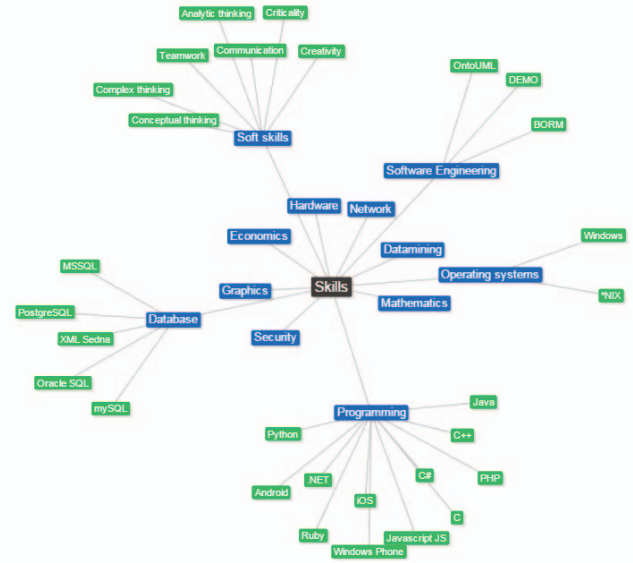 Analytic thinking
Criticality
Teamwork
Communication
Creativity
Complex thinking
Conceptual thinking
Soft skills
OntoUML
DEMO
BORM
Software Engineering
Hardware
Network
Economics
Datamining
Windows
Operating systems
*NIX
Graphics
Skills
Mathematics
Security
MSSQL
PostgreSQL
Database
XML Sedna
Oracle SQL
mySQL
Programming
Java
Python
C++
.NET
C#
PHP
Android
iOS
C
Ruby
Javascript JS
Windows Phone